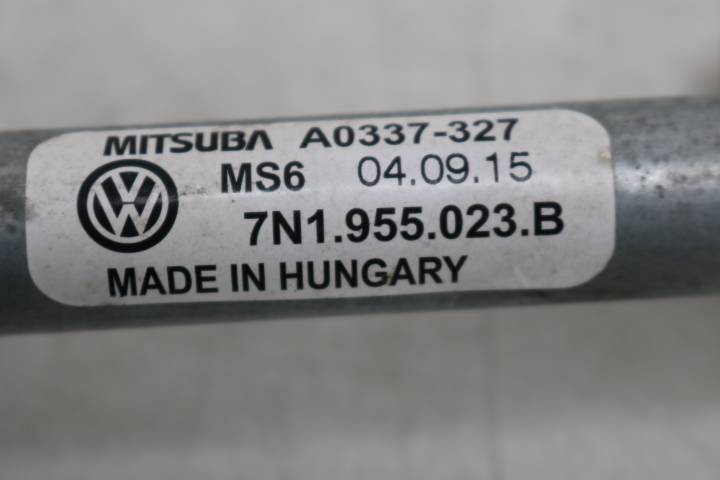 MITSUBA A0337-327
MS6 04.09.15
7N1.955.023.B
MADE IN HUNGARY